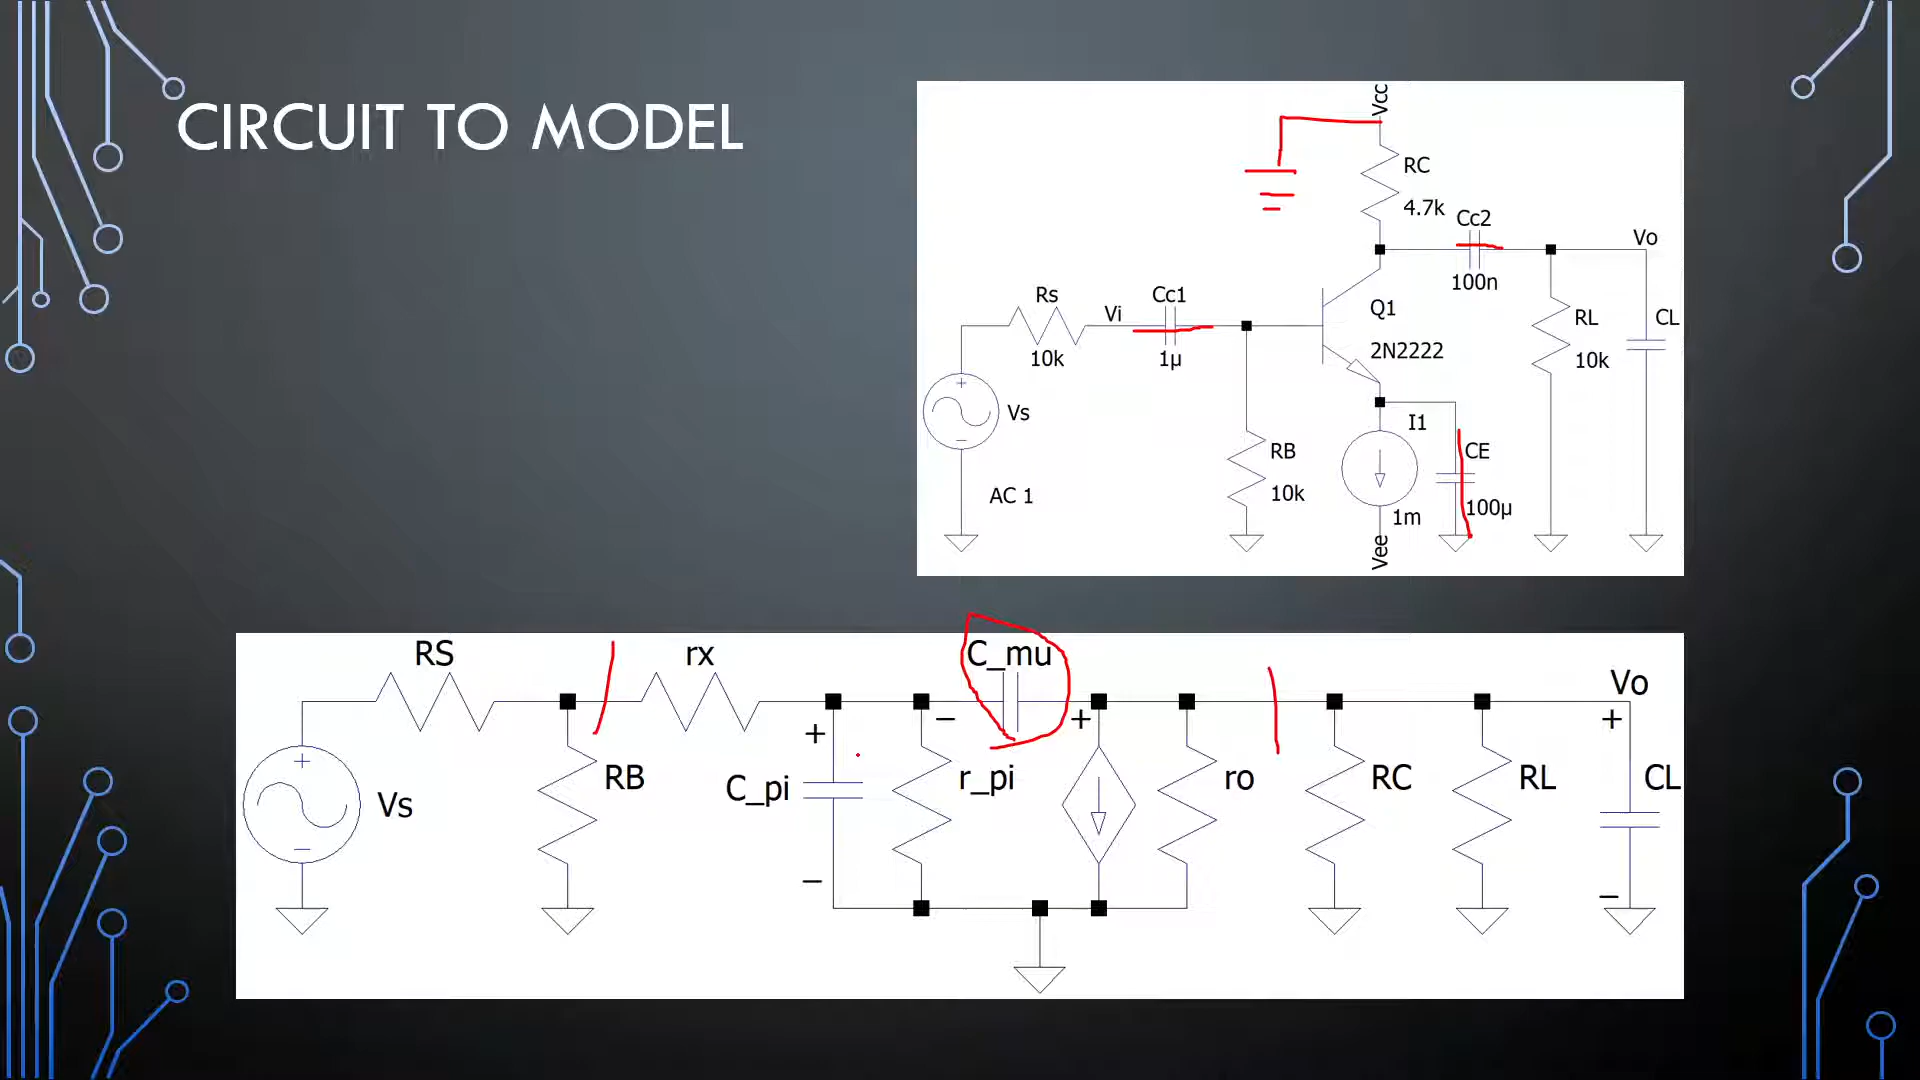 CIRCUIT TO MODEL
Vcc
RC
4.7k
Cc2
100n
Vo
Rs
10k
Vi
Cc1
1µ
Q1
2N2222
RL
10k
CL
+
Vs
−
AC 1
RB
10k
I1
1m
Vee
CE
100µ
RS
rx
C_mu
Vo
+
−
+
+
+
Vs
−
RB
C_pi
−
r_pi
ro
RC
RL
CL
−